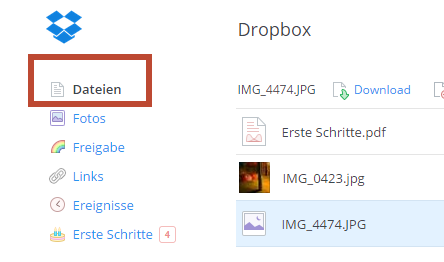 Dropbox
Dateien
Fotos
Freigabe
Links
Ereignisse
Erste Schritte 4
IMG_4474.JPG Download
Erste Schritte.pdf
IMG_0423.jpg
IMG_4474.JPG